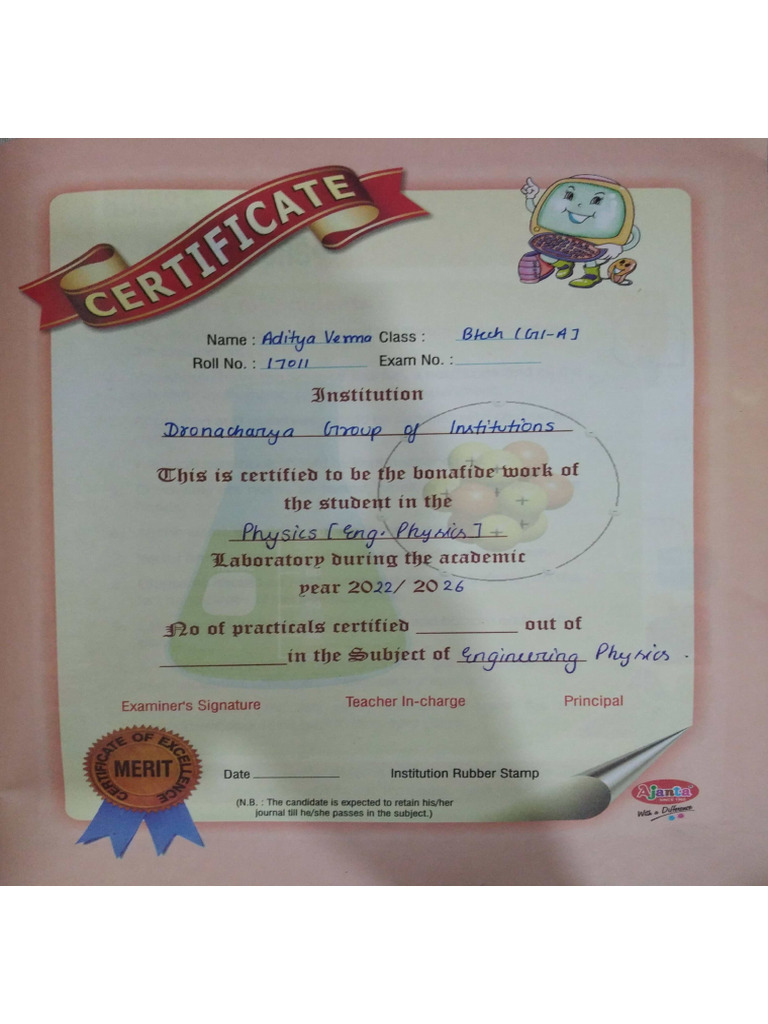 CERTIFICATE
Name : Aditya Verma Class : Btech [G1-A]
Roll No. : 17011 Exam No. :
Institution
Dronacharya Group of Institutions
This is certified to be the bonafide work of
the student in the
Physics [Eng. Physics]
Laboratory during the academic
year 2022/ 2026
No of practicals certified __________ out of
____________ in the Subject of Engineering Physics.
Examiner's Signature Teacher In-charge Principal
CERTIFICATE OF EXCELLENCE
MERIT
Date ____________ Institution Rubber Stamp
(N.B. : The candidate is expected to retain his/her
journal till he/she passes in the subject.)
Ajanta
With a Difference